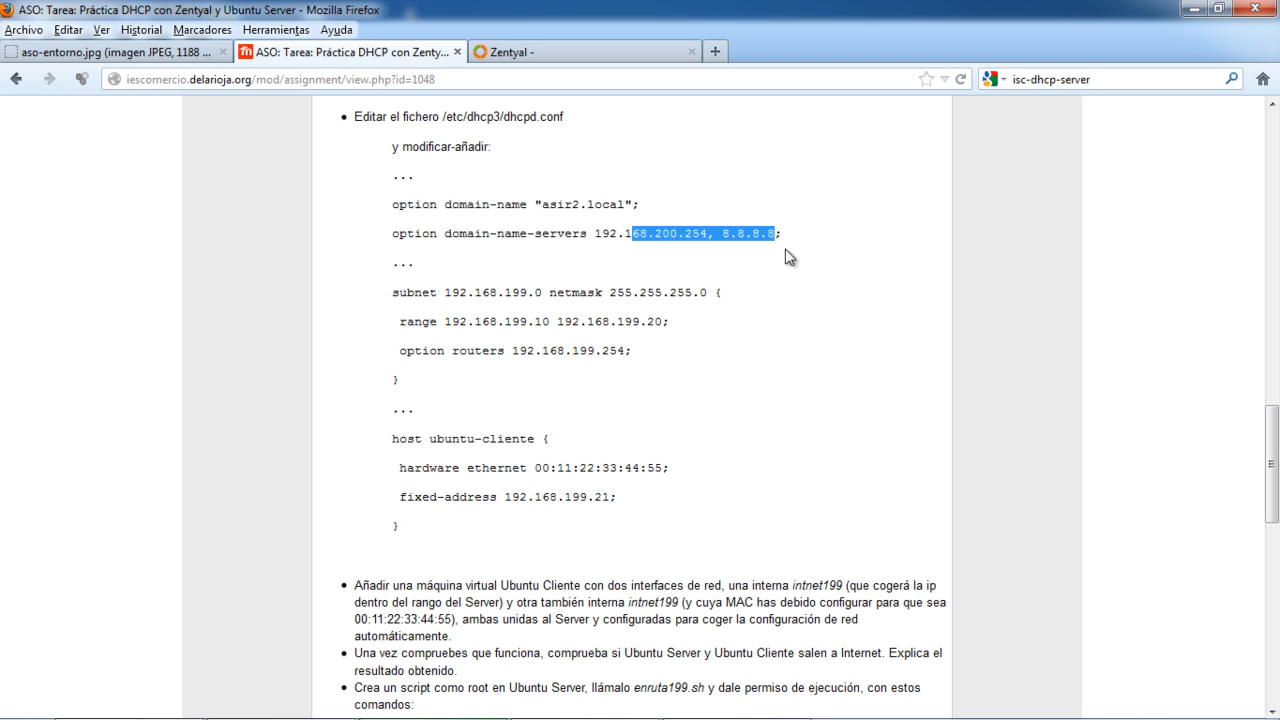 ASO: Tarea: Práctica DHCP con Zentyal y Ubuntu Server - Mozilla Firefox
Archivo Editar Ver Historial Marcadores Herramientas Ayuda
aso-entorno.jpg (imagen JPEG, 1188 ... ASO: Tarea: Práctica DHCP con Zenty... Zentyal -
iescomercio.delarioja.org/mod/assignment/view.php?id=1048 isc-dhcp-server
Editar el fichero /etc/dhcp3/dhcpd.conf
y modificar-añadir:
...
option domain-name "asir2.local";
option domain-name-servers 192.168.200.254, 8.8.8.8;
...
subnet 192.168.199.0 netmask 255.255.255.0 {
range 192.168.199.10 192.168.199.20;
option routers 192.168.199.254;
}
...
host ubuntu-cliente {
hardware ethernet 00:11:22:33:44:55;
fixed-address 192.168.199.21;
}
Añadir una máquina virtual Ubuntu Cliente con dos interfaces de red, una interna intnet199 (que cogerá la ip
dentro del rango del Server) y otra también interna intnet199 (y cuya MAC has debido configurar para que sea
00:11:22:33:44:55), ambas unidas al Server y configuradas para coger la configuración de red
automáticamente.
Una vez compruebes que funciona, comprueba si Ubuntu Server y Ubuntu Cliente salen a Internet. Explica el
resultado obtenido.
Crea un script como root en Ubuntu Server, llámalo enruta199.sh y dale permiso de ejecución, con estos
comandos: